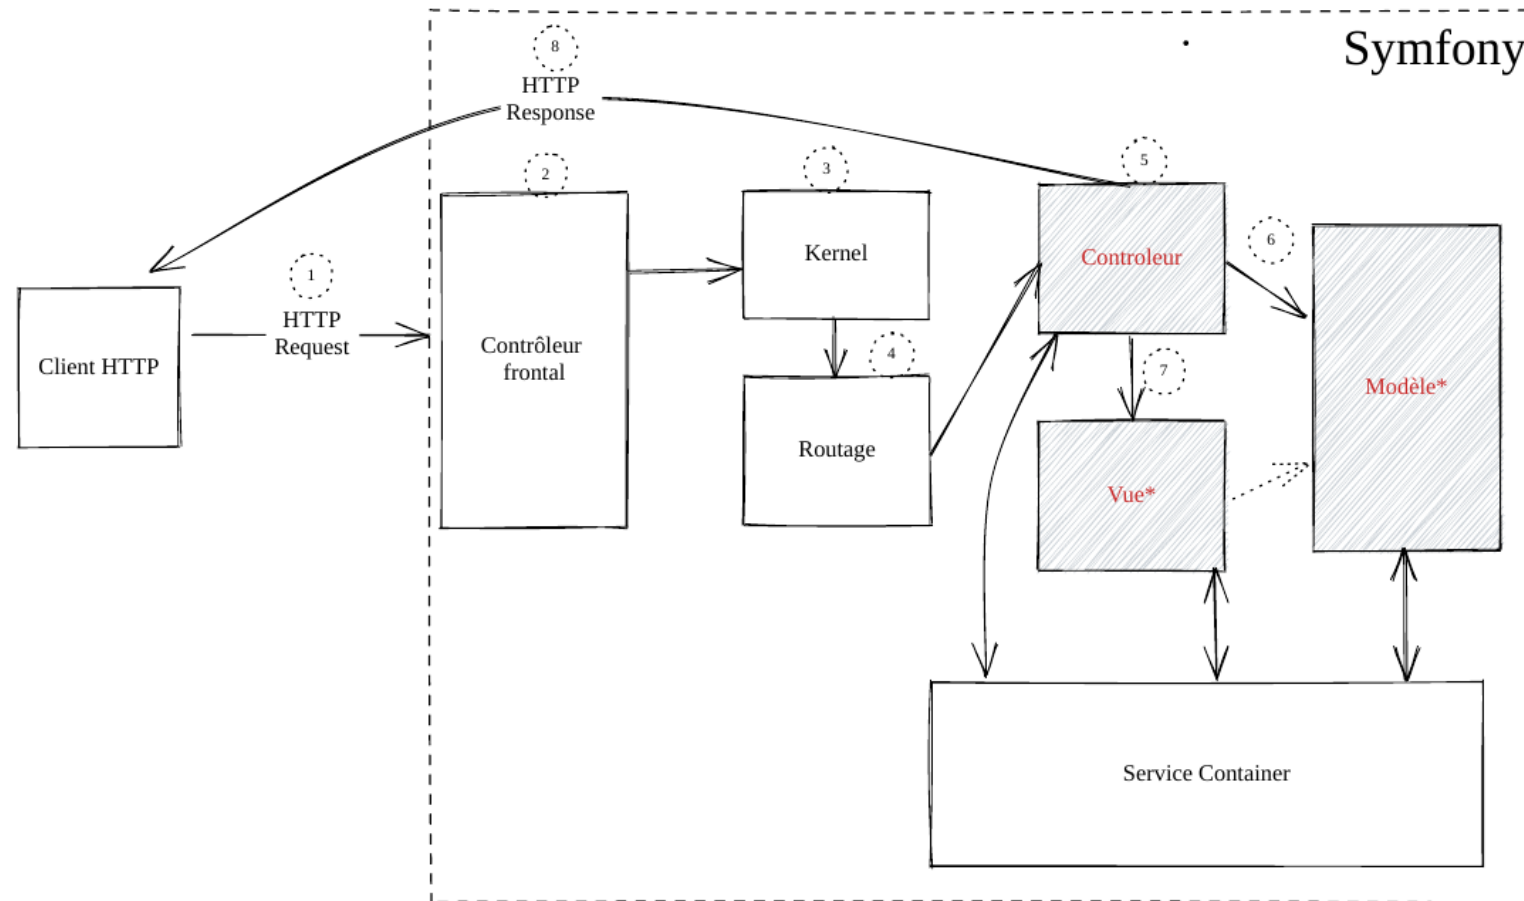 Symfony
8
HTTP
Response
1
HTTP
Request
Client HTTP
2
Contrôleur
frontal
3
Kernel
4
Routage
5
Controleur
6
Modèle*
7
Vue*
Service Container